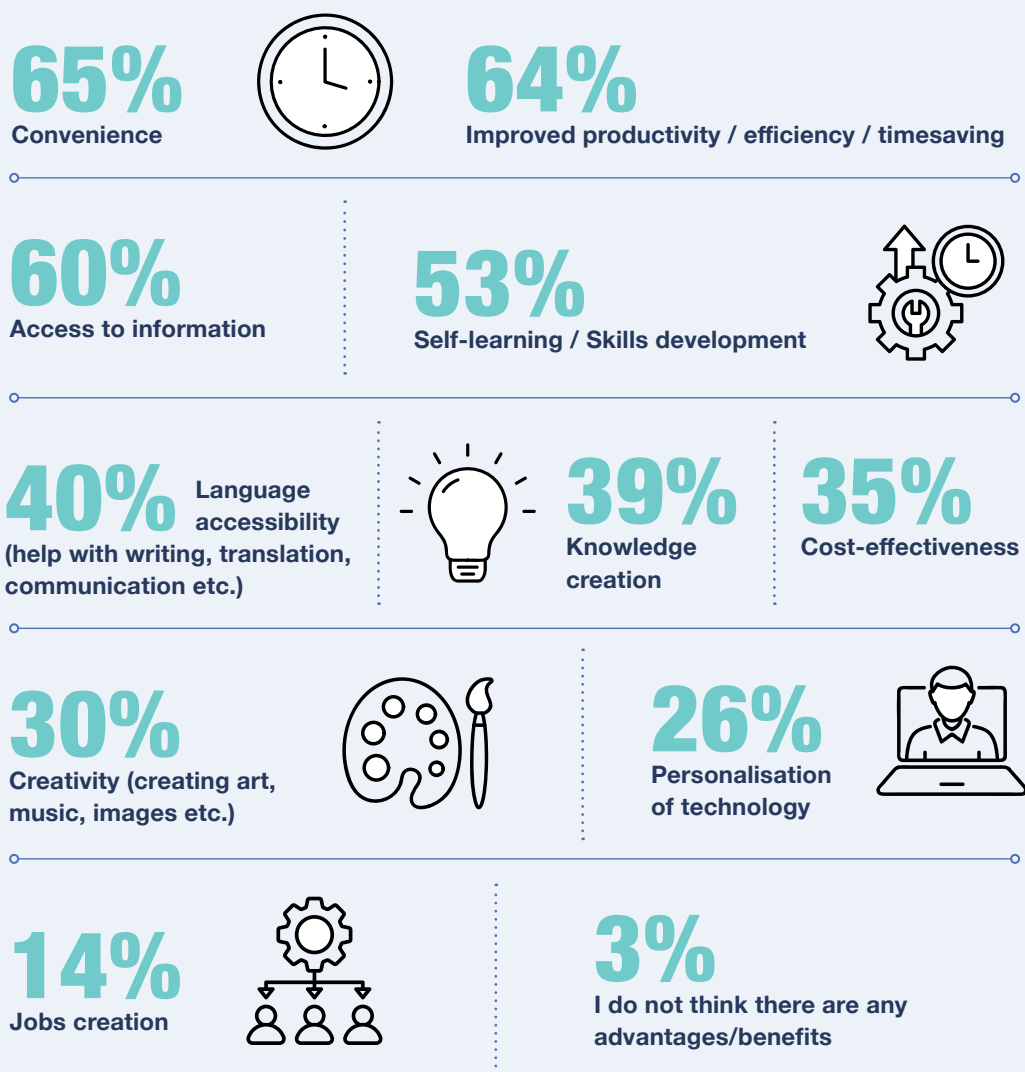 65%
Convenience
64%
Improved productivity / efficiency / timesaving
60%
Access to information
53%
Self-learning / Skills development
40% Language
accessibility
(help with writing, translation,
communication etc.)
39%
Knowledge
creation
35%
Cost-effectiveness
30%
Creativity (creating art,
music, images etc.)
26%
Personalisation
of technology
14%
Jobs creation
3%
I do not think there are any
advantages/benefits